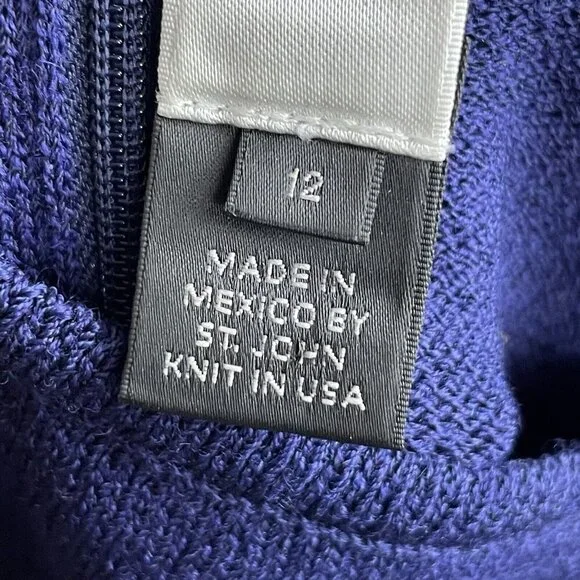 12
MADE IN
MEXICO BY
ST. JOHN
KNIT IN USA